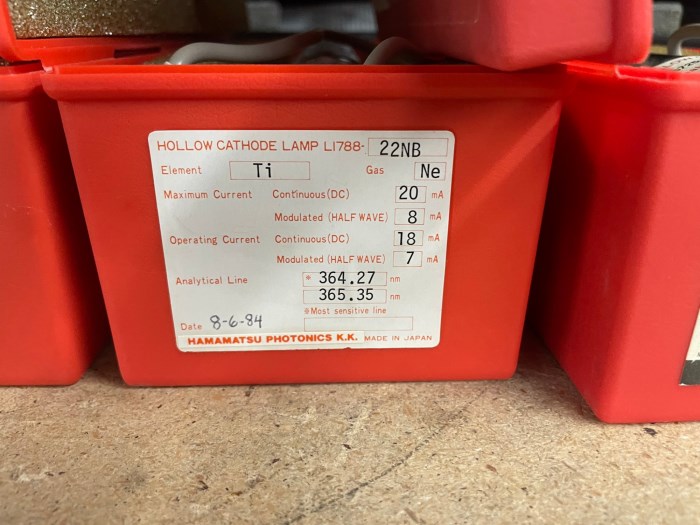 HOLLOW CATHODE LAMP L1788- 22NB
Element Ti Gas Ne
Maximum Current Continuous(DC) 20 mA
Modulated (HALF WAVE) 8 mA
Operating Current Continuous(DC) 18 mA
Modulated (HALF WAVE) 7 mA
Analytical Line * 364.27 nm
365.35 nm
*Most sensitive line
Date 8-6-84
HAMAMATSU PHOTONICS K.K. MADE IN JAPAN